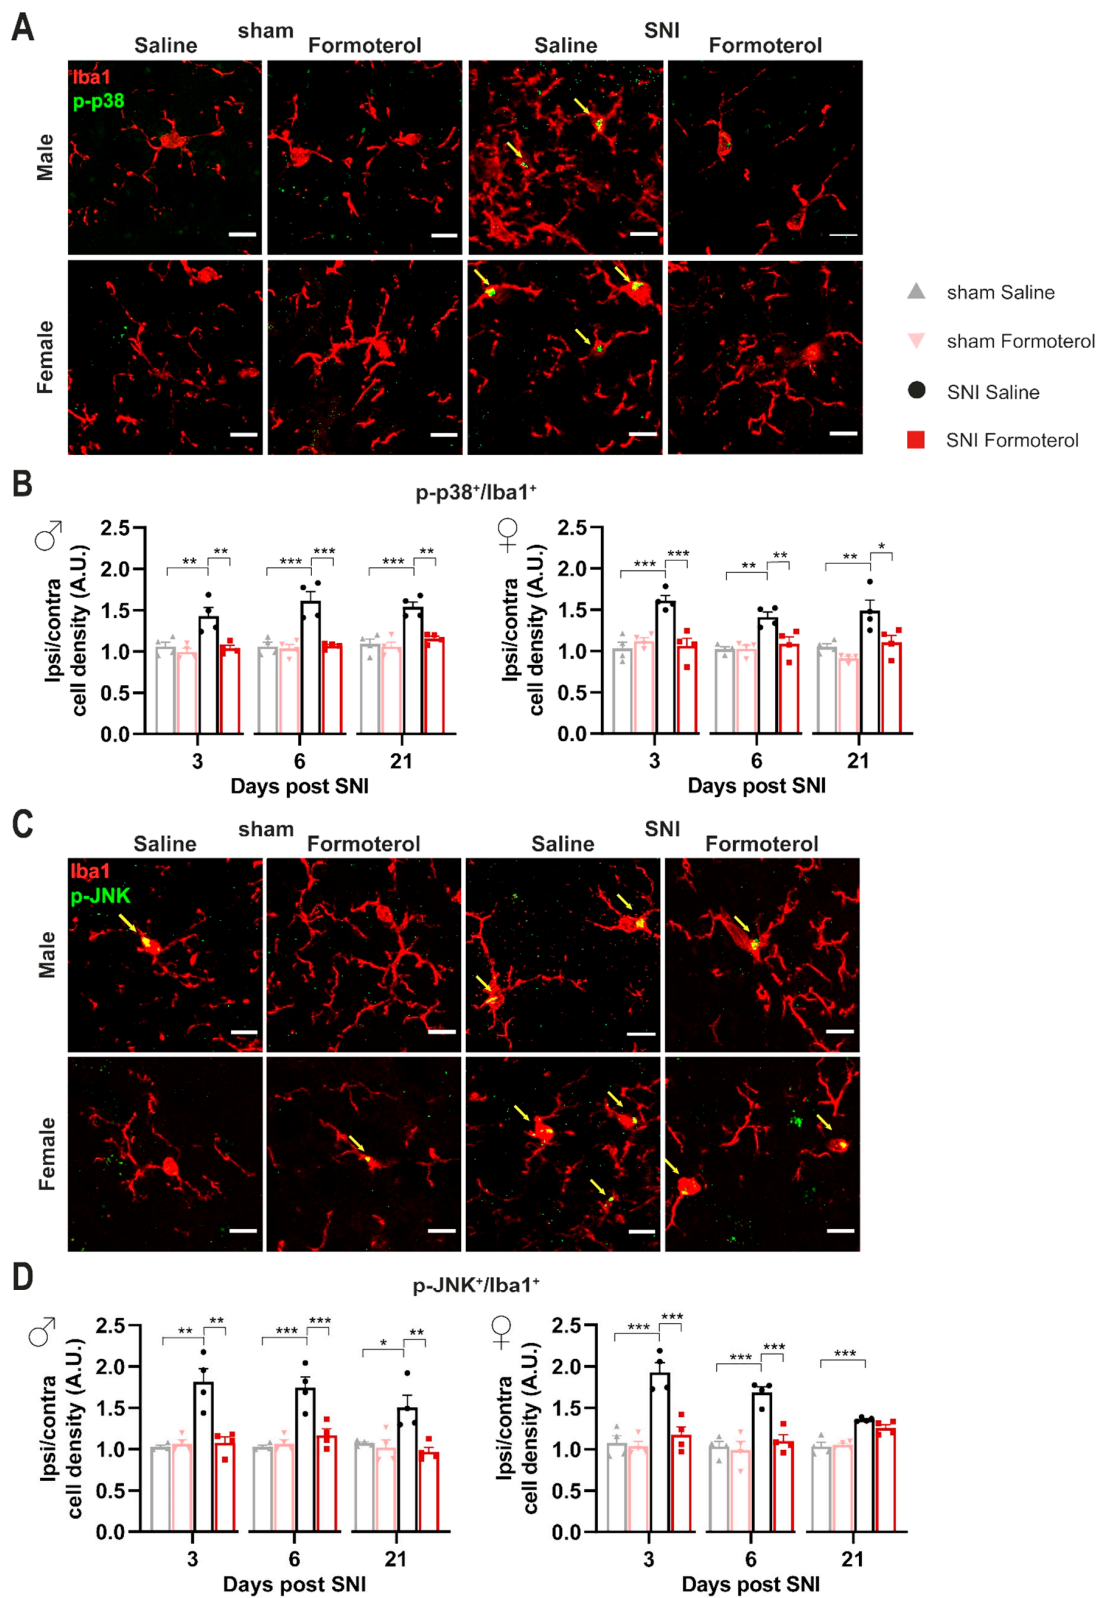 A
sham
SNI
Saline
Formoterol
Saline
Formoterol
Iba1
p-p38
Male
Female
sham Saline
sham Formoterol
SNI Saline
SNI Formoterol
B
p-p38⁺/Iba1⁺
♂
Ipsi/contra
cell density (A.U.)
2.5
2.0
1.5
1.0
0.5
0.0
** **
*** ***
*** **
3 6 21
Days post SNI
♀
Ipsi/contra
cell density (A.U.)
2.5
2.0
1.5
1.0
0.5
0.0
*** ***
** **
** *
3 6 21
Days post SNI
C
sham
SNI
Saline
Formoterol
Saline
Formoterol
Iba1
p-JNK
Male
Female
D
p-JNK⁺/Iba1⁺
♂
Ipsi/contra
cell density (A.U.)
2.5
2.0
1.5
1.0
0.5
0.0
** **
*** ***
* **
3 6 21
Days post SNI
♀
Ipsi/contra
cell density (A.U.)
2.5
2.0
1.5
1.0
0.5
0.0
*** ***
*** ***
***
3 6 21
Days post SNI